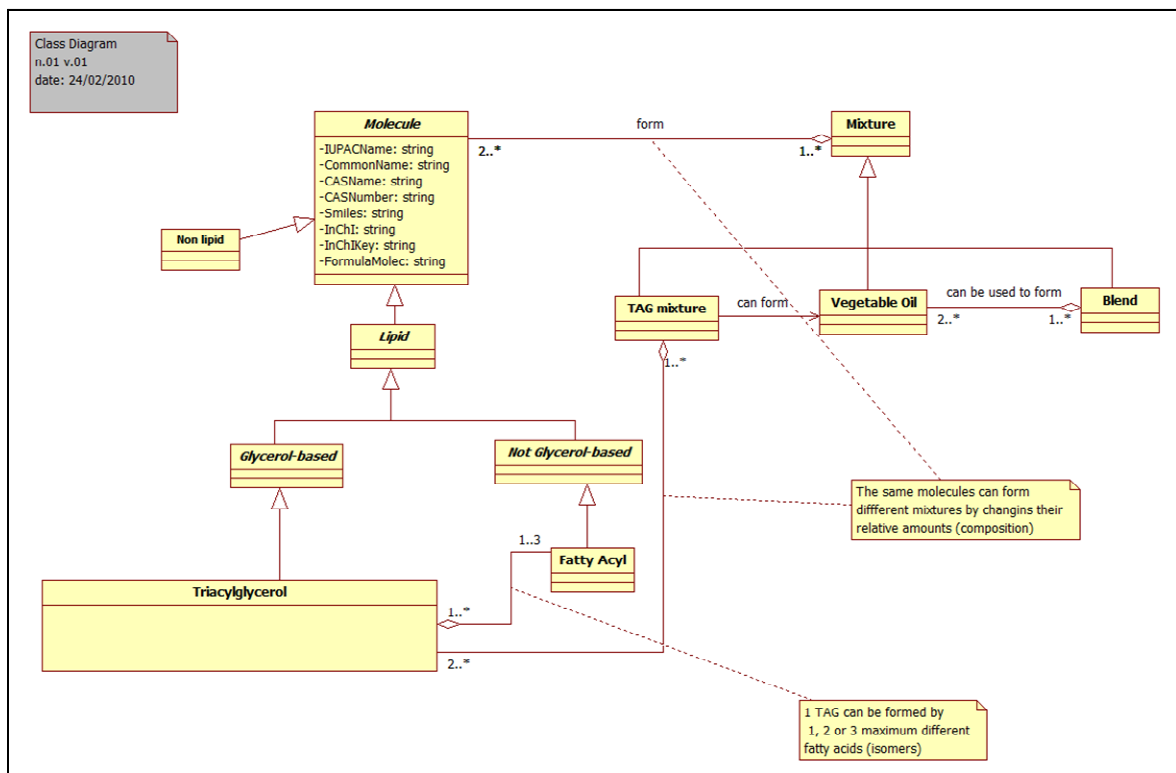 Class Diagram
n.01 v.01
date: 24/02/2010
Molecule
-IUPACName: string
-CommonName: string
-CASName: string
-CASNumber: string
-Smiles: string
-InChI: string
-InChIKey: string
-FormulaMolec: string
form
2..*
1..*
Mixture
Non lipid
Lipid
TAG mixture
can form
Vegetable Oil
can be used to form
2..*
1..*
Blend
1..*
Glycerol-based
Not Glycerol-based
The same molecules can form
different mixtures by changins their
relative amounts (composition)
1..3
Fatty Acyl
Triacylglycerol
1..*
2..*
1 TAG can be formed by
1, 2 or 3 maximum different
fatty acids (isomers)